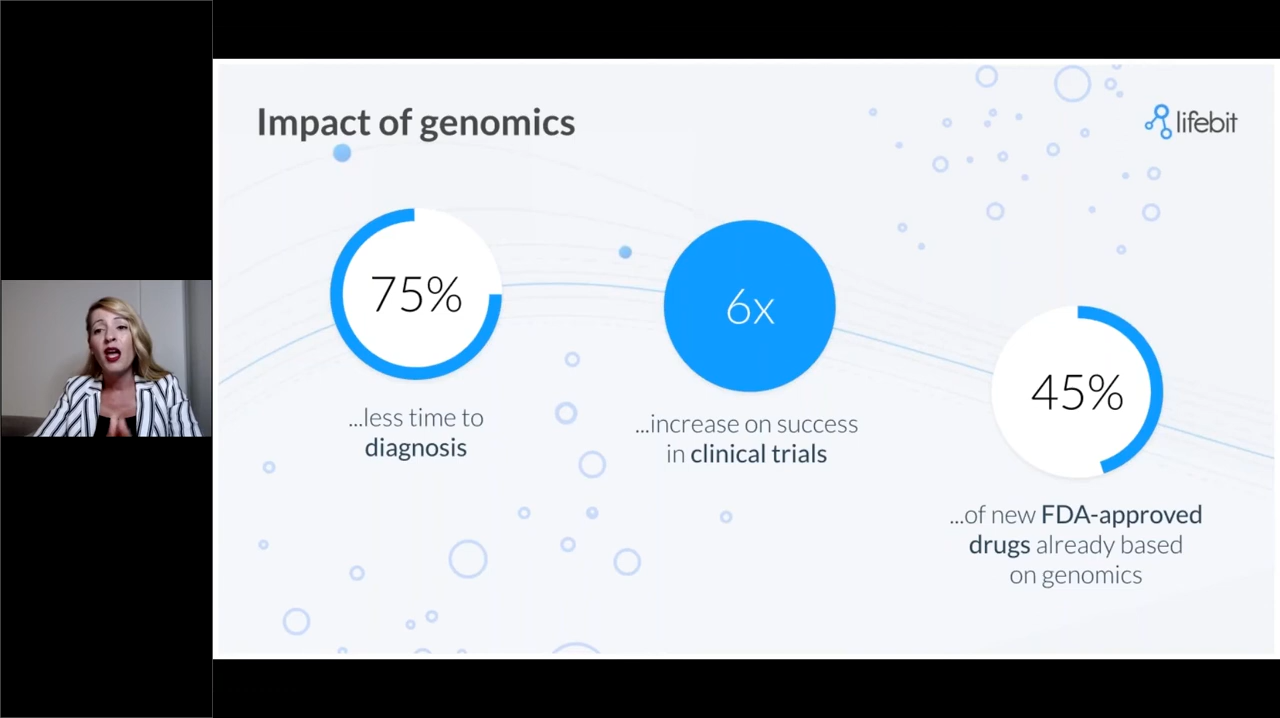 Impact of genomics
lifebit
75%
...less time to
diagnosis
6x
...increase on success
in clinical trials
45%
...of new FDA-approved
drugs already based
on genomics